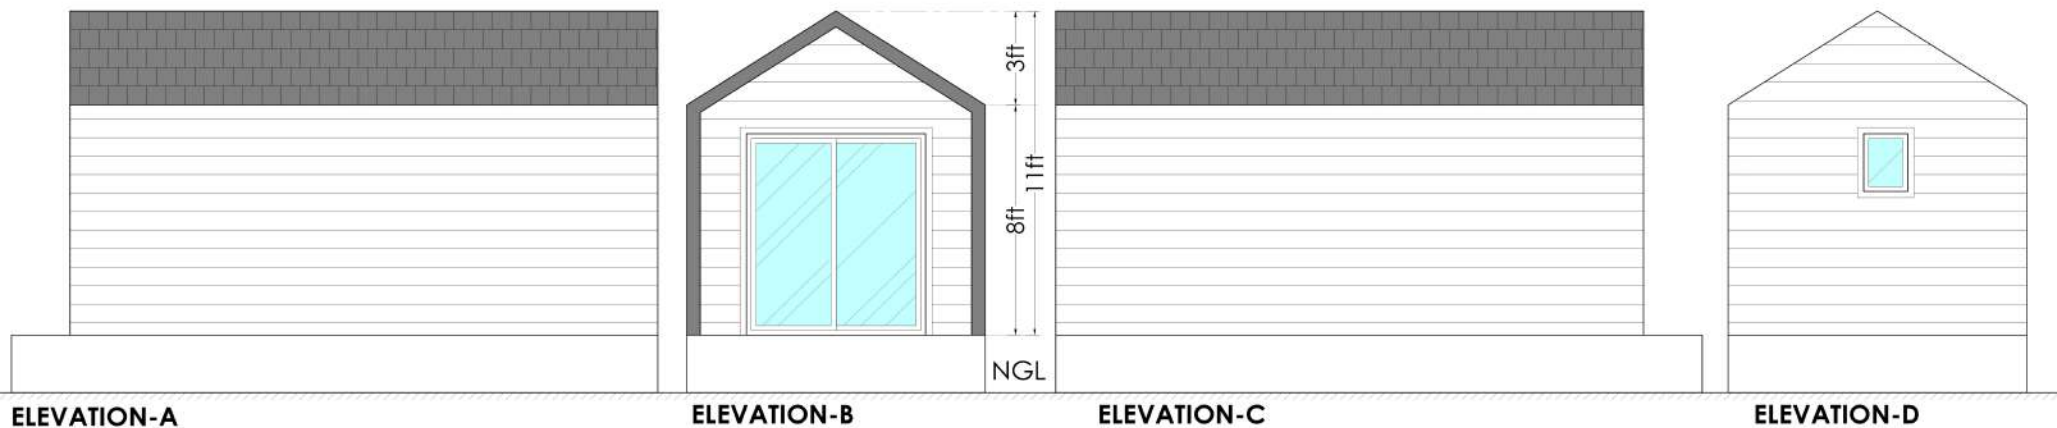 3ft
11ft
8ft
NGL
ELEVATION-A
ELEVATION-B
ELEVATION-C
ELEVATION-D